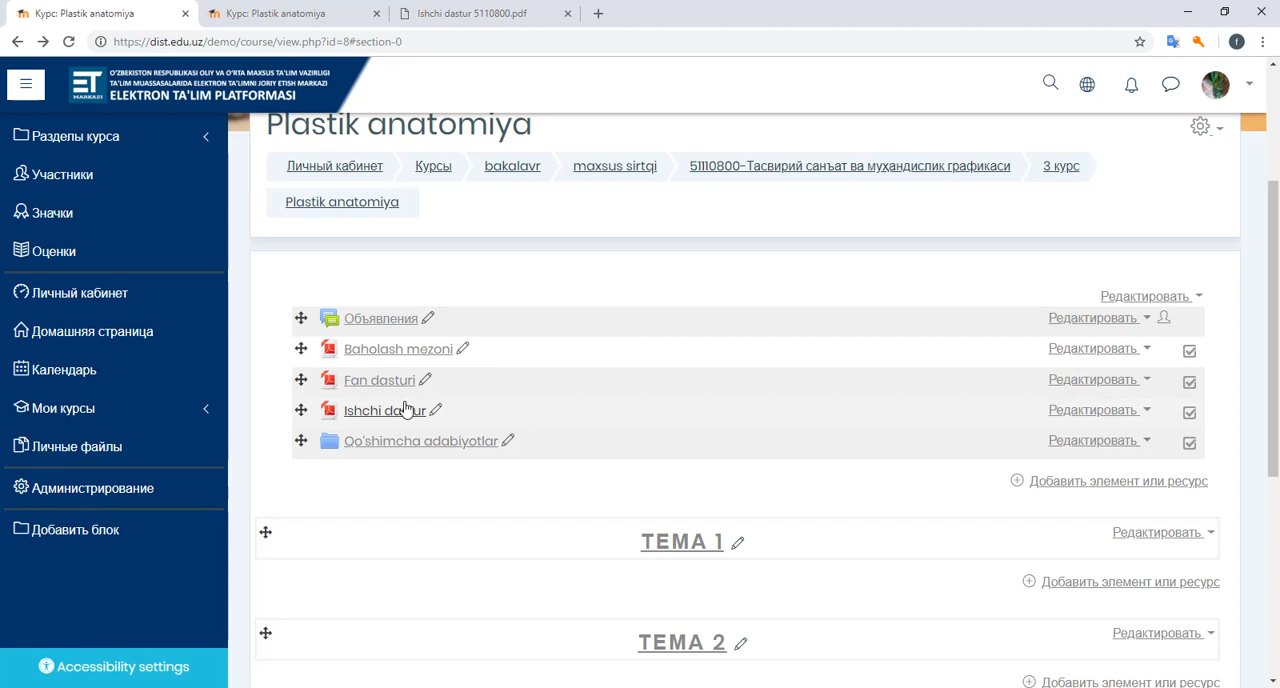 Курс: Plastik anatomiya
Курс: Plastik anatomiya
Ishchi dastur 5110800.pdf
https://dist.edu.uz/demo/course/view.php?id=8#section-0
f
O'ZBEKISTON RESPUBLIKASI OLIY VA O'RTA MAXSUS TA'LIM VAZIRLIGI
TA'LIM MUASSASALARIDA ELEKTRON TA'LIMNI JORIY ETISH MARKAZI
ELEKTRON TA'LIM PLATFORMASI
ET
MARKAZI
Разделы курса
Участники
Значки
Оценки
Личный кабинет
Домашняя страница
Календарь
Мои курсы
Личные файлы
Администрирование
Добавить блок
Accessibility settings
Plastik anatomiya
Личный кабинет
Курсы
bakalavr
maxsus sirtqi
5110800-Тасвирий санъат ва муҳандислик графикаси
3 курс
Plastik anatomiya
Редактировать
Объявления
Редактировать
Baholash mezoni
Редактировать
Fan dasturi
Редактировать
Ishchi dastur
Редактировать
Qo'shimcha adabiyotlar
Редактировать
Добавить элемент или ресурс
TEMA 1
Редактировать
Добавить элемент или ресурс
TEMA 2
Редактировать
Добавить элемент или ресурс